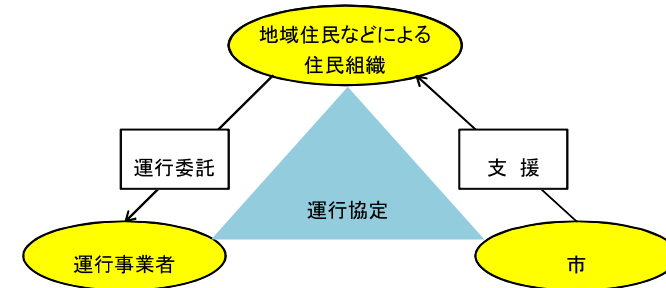 地域住民などによる
住民組織
運行委託
支 援
運行協定
運行事業者
市